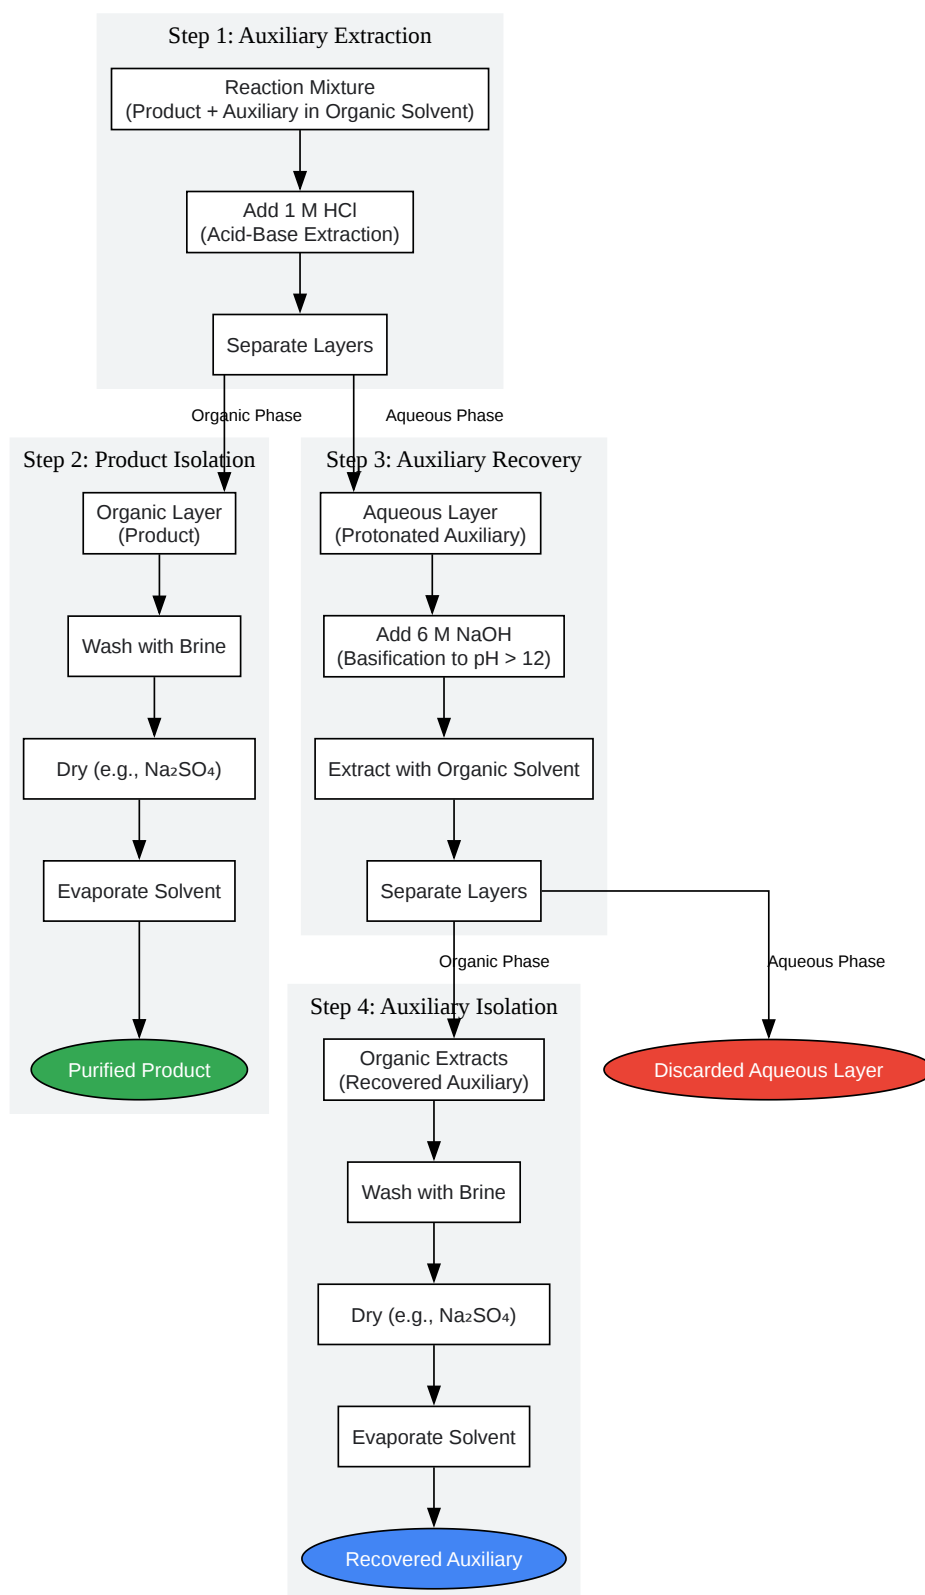 Step 1: Auxiliary Extraction
Reaction Mixture
(Product + Auxiliary in Organic Solvent)
Add 1 M HCl
(Acid-Base Extraction)
Separate Layers
Organic Phase
Aqueous Phase
Step 2: Product Isolation
Organic Layer
(Product)
Wash with Brine
Dry (e.g., Na₂SO₄)
Evaporate Solvent
Purified Product
Step 3: Auxiliary Recovery
Aqueous Layer
(Protonated Auxiliary)
Add 6 M NaOH
(Basification to pH > 12)
Extract with Organic Solvent
Separate Layers
Organic Phase
Aqueous Phase
Discarded Aqueous Layer
Step 4: Auxiliary Isolation
Organic Extracts
(Recovered Auxiliary)
Wash with Brine
Dry (e.g., Na₂SO₄)
Evaporate Solvent
Recovered Auxiliary